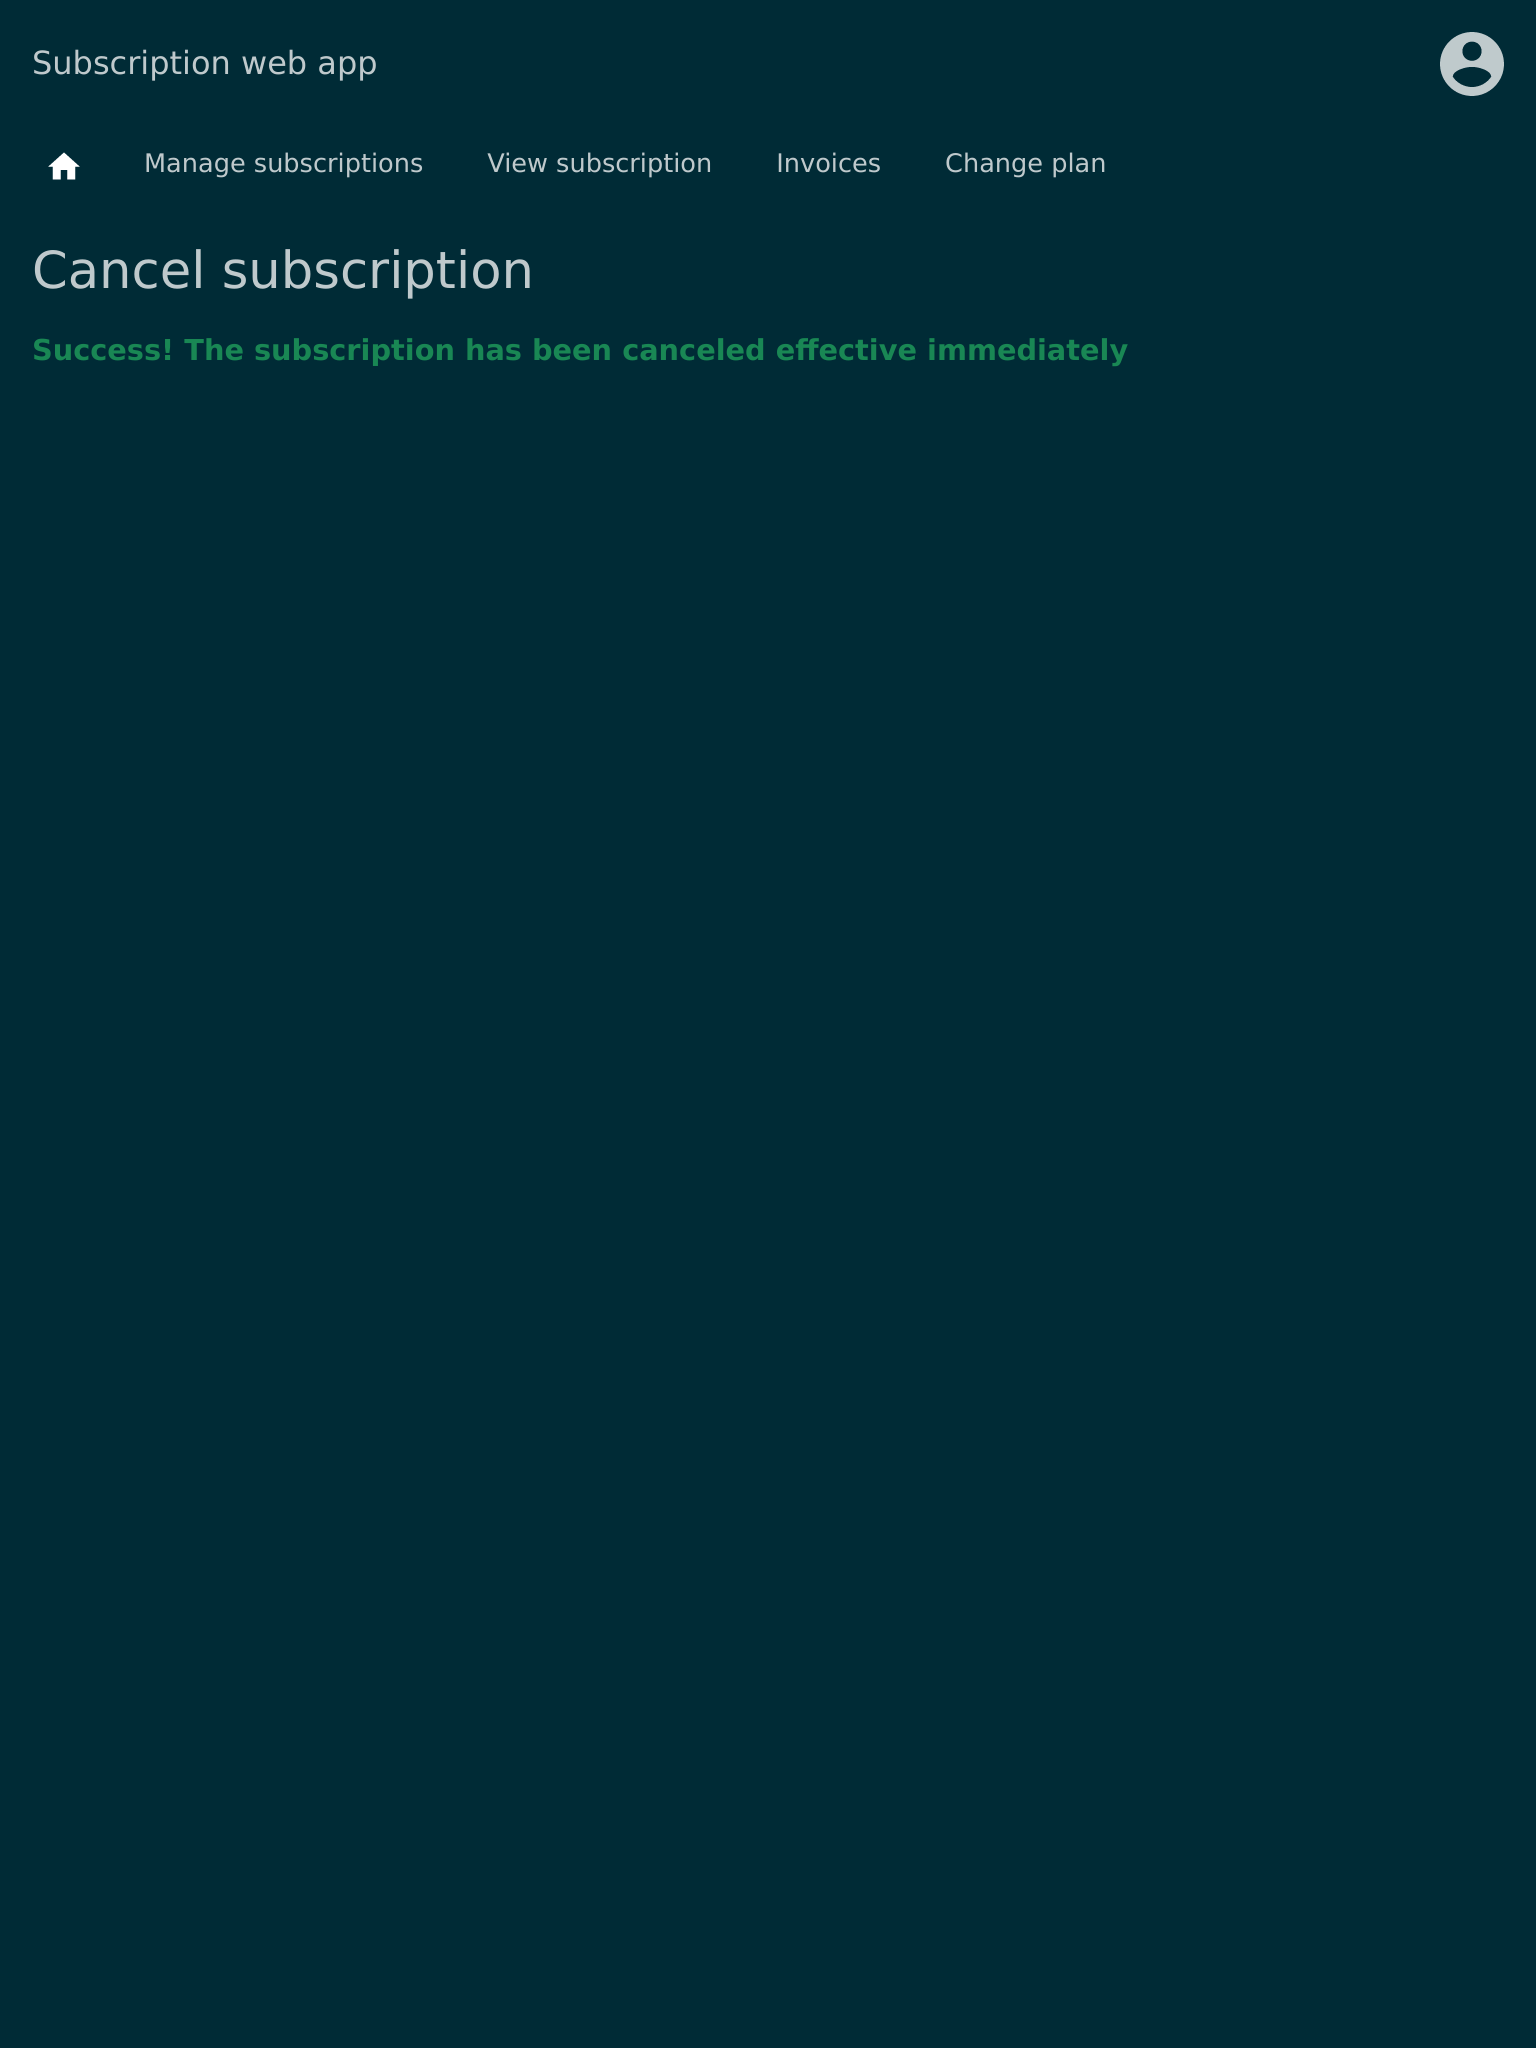 Subscription web app
Manage subscriptions View subscription Invoices Change plan
Cancel subscription
Success! The subscription has been canceled effective immediately